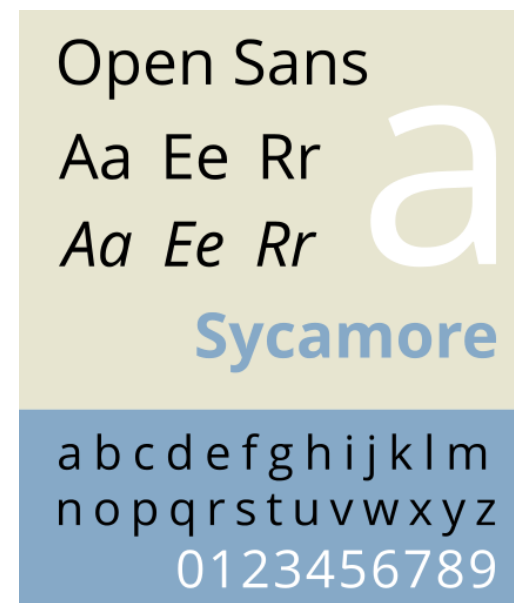 Open Sans
Aa Ee Rr
a
Aa Ee Rr
Sycamore
a b c d e f g h i j k l m
n o p q r s t u v w x y z
0123456789